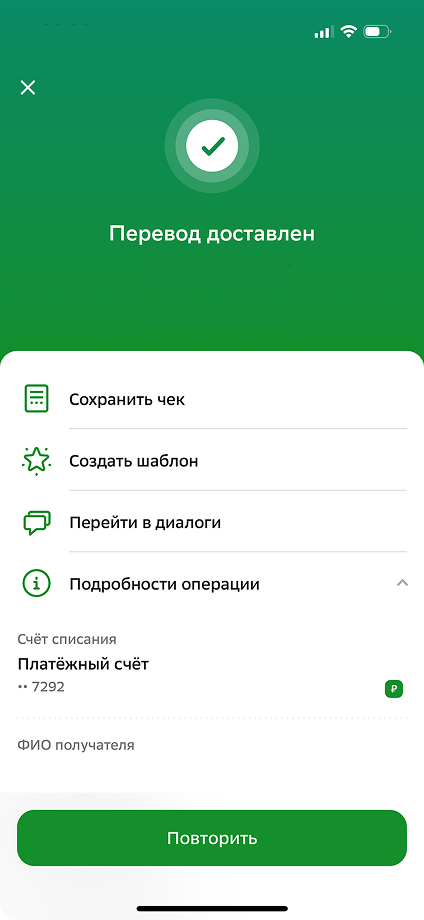 Перевод доставлен
Сохранить чек
Создать шаблон
Перейти в диалоги
Подробности операции
Счёт списания
Платёжный счёт
•• 7292
₽
ФИО получателя
Повторить